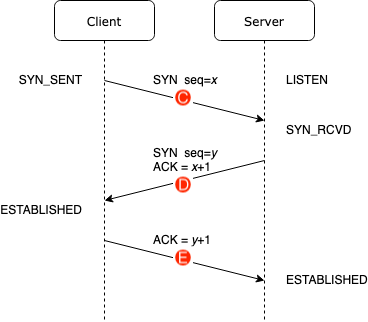 Client Server
SYN_SENT SYN seq=x LISTEN
C
SYN_RCVD
SYN seq=y
ACK = x+1
D
ESTABLISHED
ACK = y+1
E
ESTABLISHED